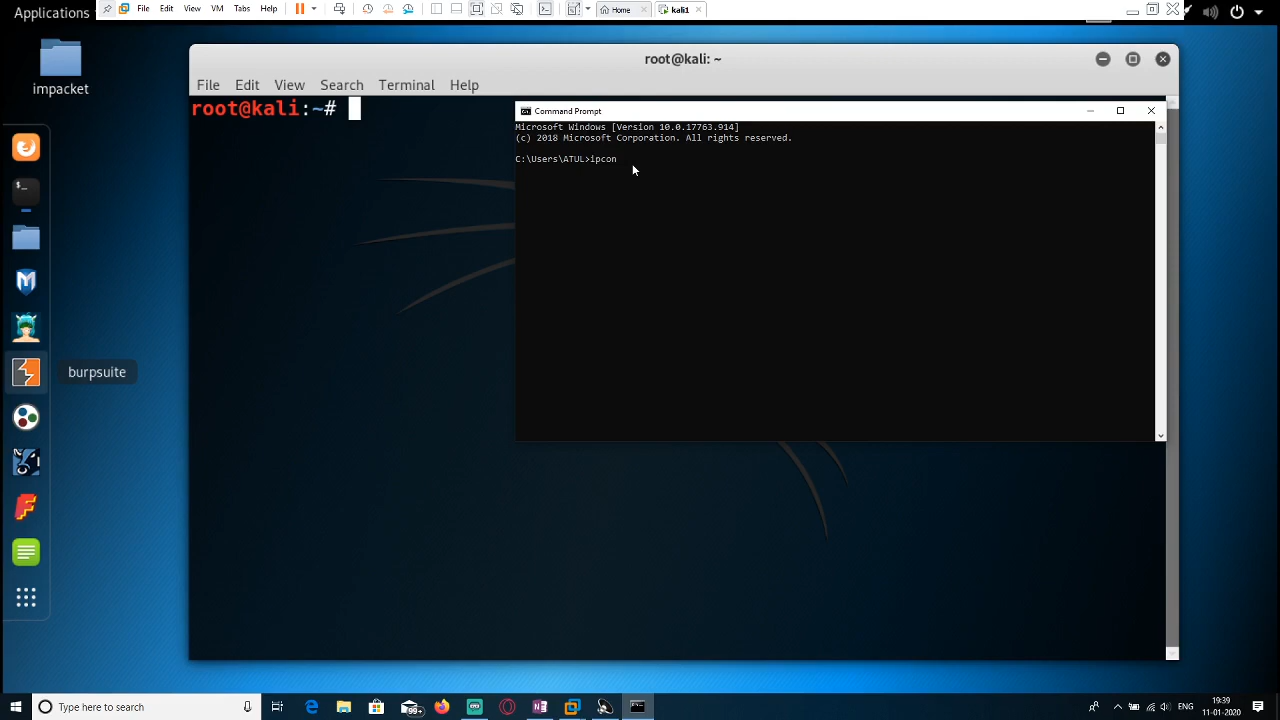 Applications
File Edit View VM Tabs Help
Home
kali1
impacket
root@kali: ~
File Edit View Search Terminal Help
root@kali:~#
Command Prompt
Microsoft Windows [Version 10.0.17763.914]
(c) 2018 Microsoft Corporation. All rights reserved.
C:\Users\ATUL>ipcon
burpsuite
Type here to search
99+
ENG
19:39
11-01-2020